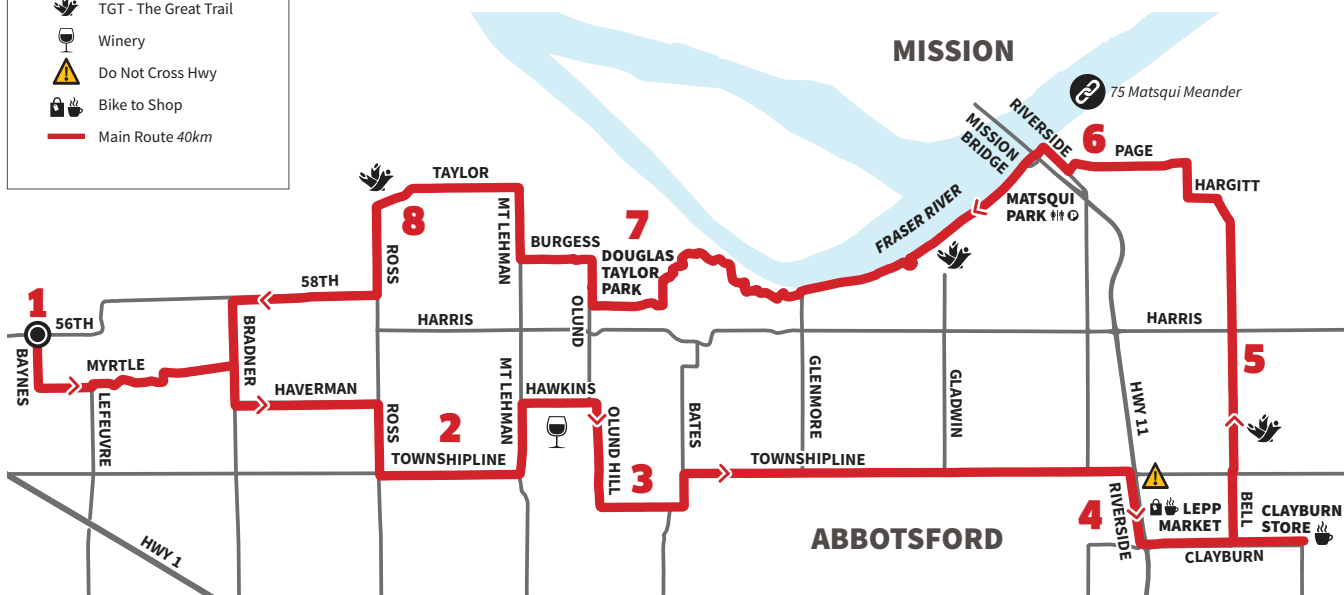 TGT - The Great Trail
Winery
Do Not Cross Hwy
Bike to Shop
Main Route 40km
MISSION
75 Matsqui Meander
RIVERSIDE
MISSION
BRIDGE
6
PAGE
HARGITT
MATSQUI
PARK
P
FRASER RIVER
TAYLOR
8
ROSS
MT LEHMAN
BURGESS
7
DOUGLAS
TAYLOR
PARK
OLUND
58TH
1
56TH
BAYNES
MYRTLE
LEFEUVRE
BRADNER
HAVERMAN
HARRIS
HARRIS
ROSS
2
TOWNSHIPLINE
MT LEHMAN
HAWKINS
OLUND HILL
3
BATES
GLENMORE
GLADWIN
TOWNSHIPLINE
HWY 11
5
4
RIVERSIDE
LEPP
MARKET
BELL
CLAYBURN
STORE
CLAYBURN
ABBOTSFORD
HWY 1